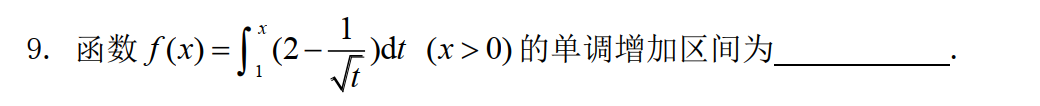 9. 函数 f(x)=∫₁ˣ(2−1/√t)dt (x>0)的单调增加区间为____________.